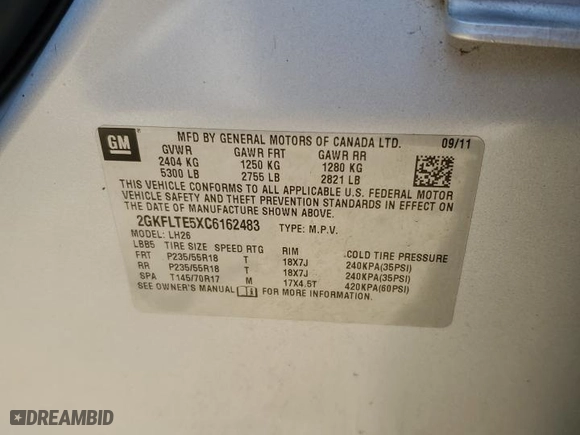 GM
MFD BY GENERAL MOTORS OF CANADA LTD. 09/11
GVWR GAWR FRT GAWR RR
2404 KG 1250 KG 1280 KG
5300 LB 2755 LB 2821 LB
THIS VEHICLE CONFORMS TO ALL APPLICABLE U.S. FEDERAL MOTOR
VEHICLE SAFETY AND THEFT PREVENTION STANDARDS IN EFFECT ON
THE DATE OF MANUFACTURE SHOWN ABOVE.
2GKFLTE5XC6162483 TYPE: M.P.V.
MODEL: LH26
LBB5 TIRE SIZE SPEED RTG RIM COLD TIRE PRESSURE
FRT P235/55R18 T 18X7J 240KPA(35PSI)
RR P235/55R18 T 18X7J 240KPA(35PSI)
SPA T145/70R17 M 17X4.5T 420KPA(60PSI)
SEE OWNER'S MANUAL FOR MORE INFORMATION.
DREAMBID